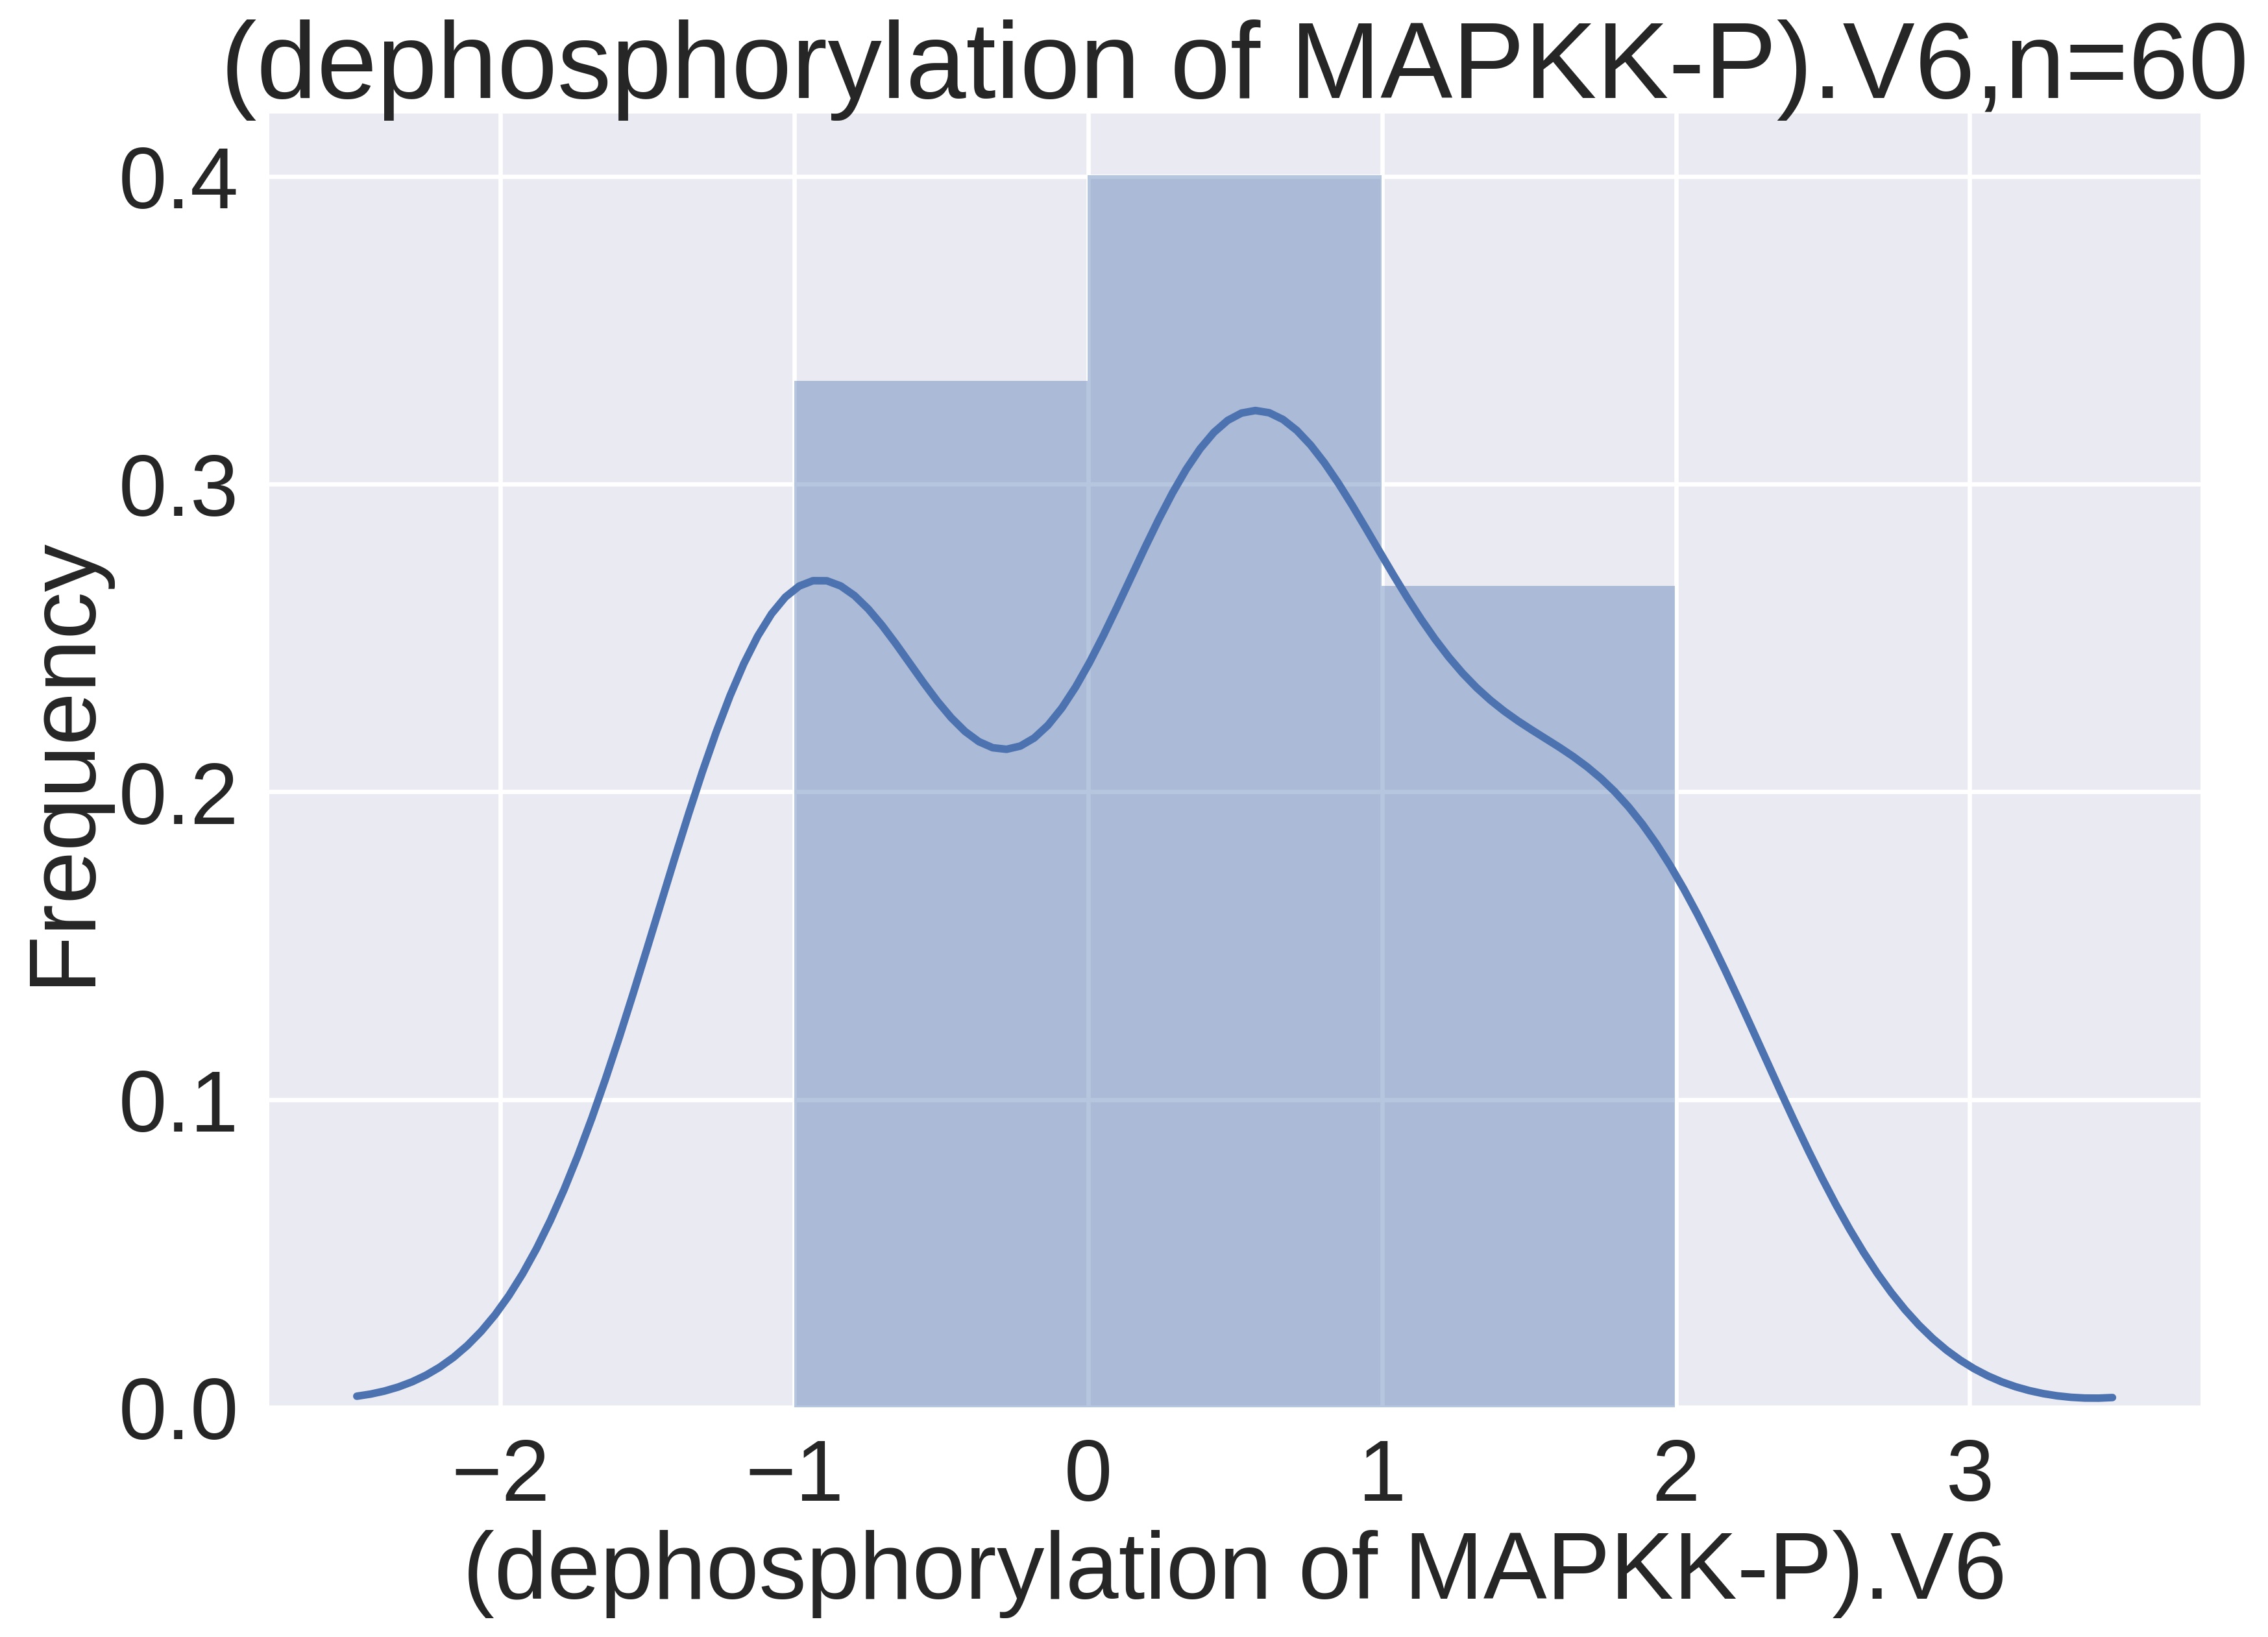 (dephosphorylation of MAPKK-P).V6,n=60
0.4
0.3
0.2
0.1
0.0
Frequency
−2 −1 0 1 2 3
(dephosphorylation of MAPKK-P).V6